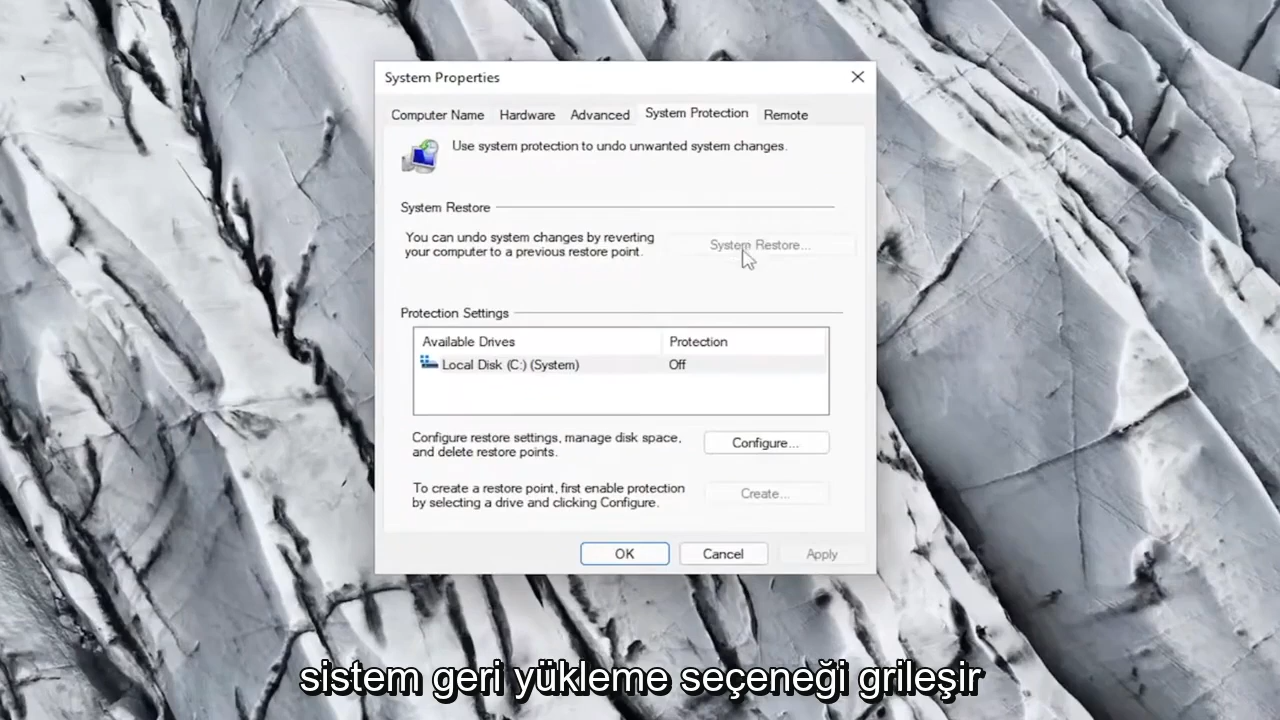 System Properties
Computer Name Hardware Advanced System Protection Remote
Use system protection to undo unwanted system changes.
System Restore
You can undo system changes by reverting
your computer to a previous restore point.
System Restore...
Protection Settings
Available Drives Protection
Local Disk (C:) (System) Off
Configure restore settings, manage disk space,
and delete restore points.
Configure...
To create a restore point, first enable protection
by selecting a drive and clicking Configure.
Create...
OK Cancel Apply
sistem geri yükleme seçeneği grileşir